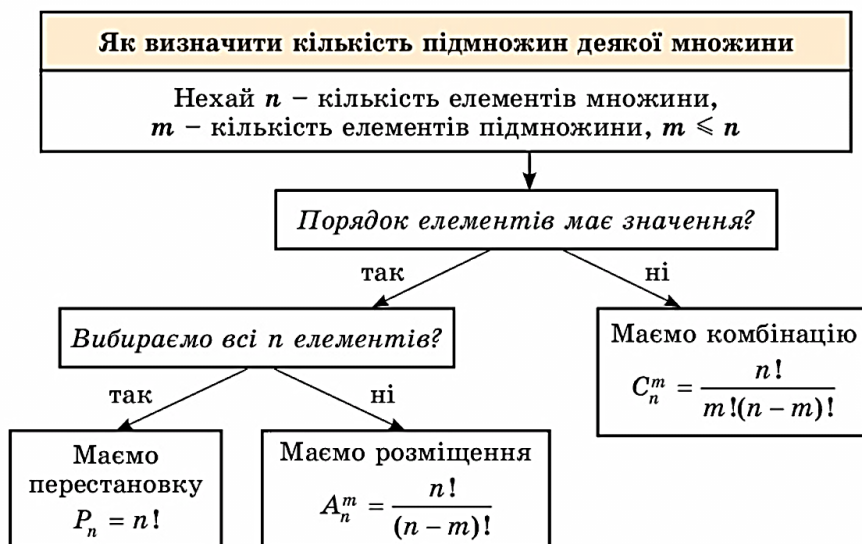 Як визначити кількість підмножин деякої множини
Нехай n – кількість елементів множини,
m – кількість елементів підмножини, m ⩽ n
Порядок елементів має значення?
так
ні
Вибираємо всі n елементів?
Маємо комбінацію
C_n^m = n! / (m!(n – m)!)
так
ні
Маємо
перестановку
P_n = n!
Маємо розміщення
A_n^m = n! / (n – m)!